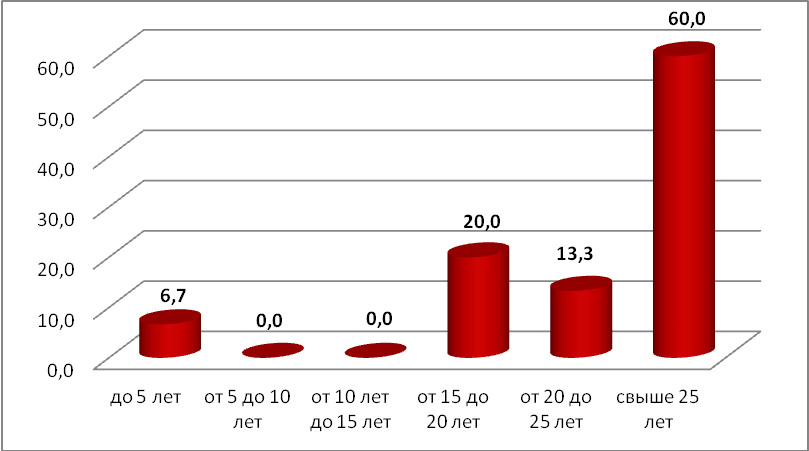 60,0
60,0
50,0
40,0
30,0
20,0
10,0
0,0
6,7
0,0
0,0
20,0
13,3
до 5 лет
от 5 до 10
лет
от 10 лет
до 15 лет
от 15 до
20 лет
от 20 до
25 лет
свыше 25
лет